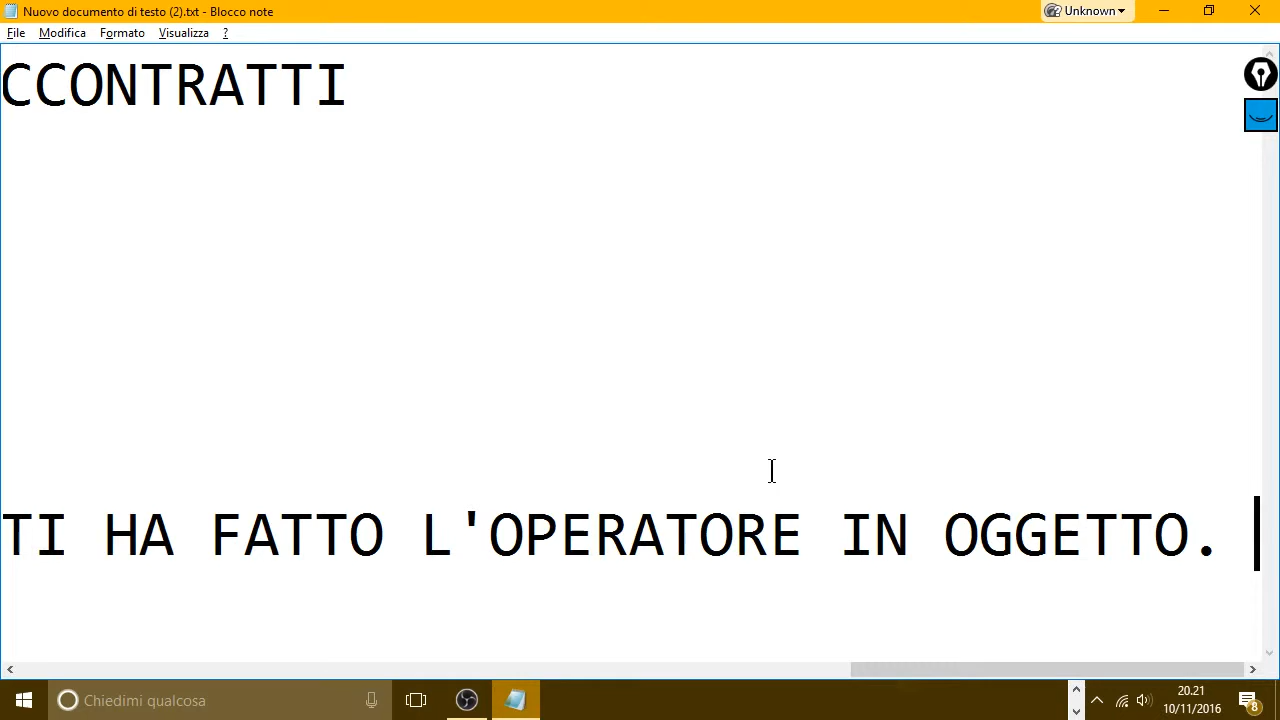 Nuovo documento di testo (2).txt - Blocco note
Unknown
File Modifica Formato Visualizza ?
CCONTRATTI
TI HA FATTO L'OPERATORE IN OGGETTO.
Chiedimi qualcosa
20.21
10/11/2016
8